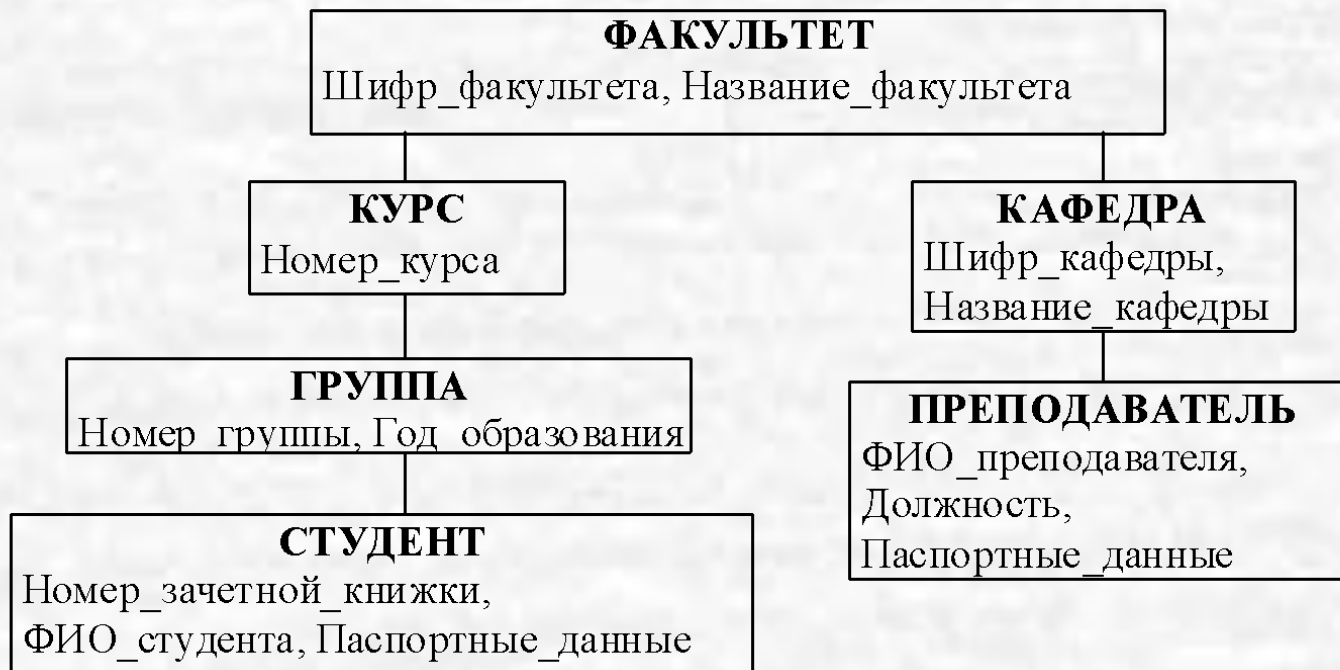 ФАКУЛЬТЕТ
Шифр_факультета, Название_факультета
КУРС
Номер_курса
ГРУППА
Номер_группы, Год_образования
СТУДЕНТ
Номер_зачетной_книжки,
ФИО_студента, Паспортные_данные
КАФЕДРА
Шифр_кафедры,
Название_кафедры
ПРЕПОДАВАТЕЛЬ
ФИО_преподавателя,
Должность,
Паспортные_данные